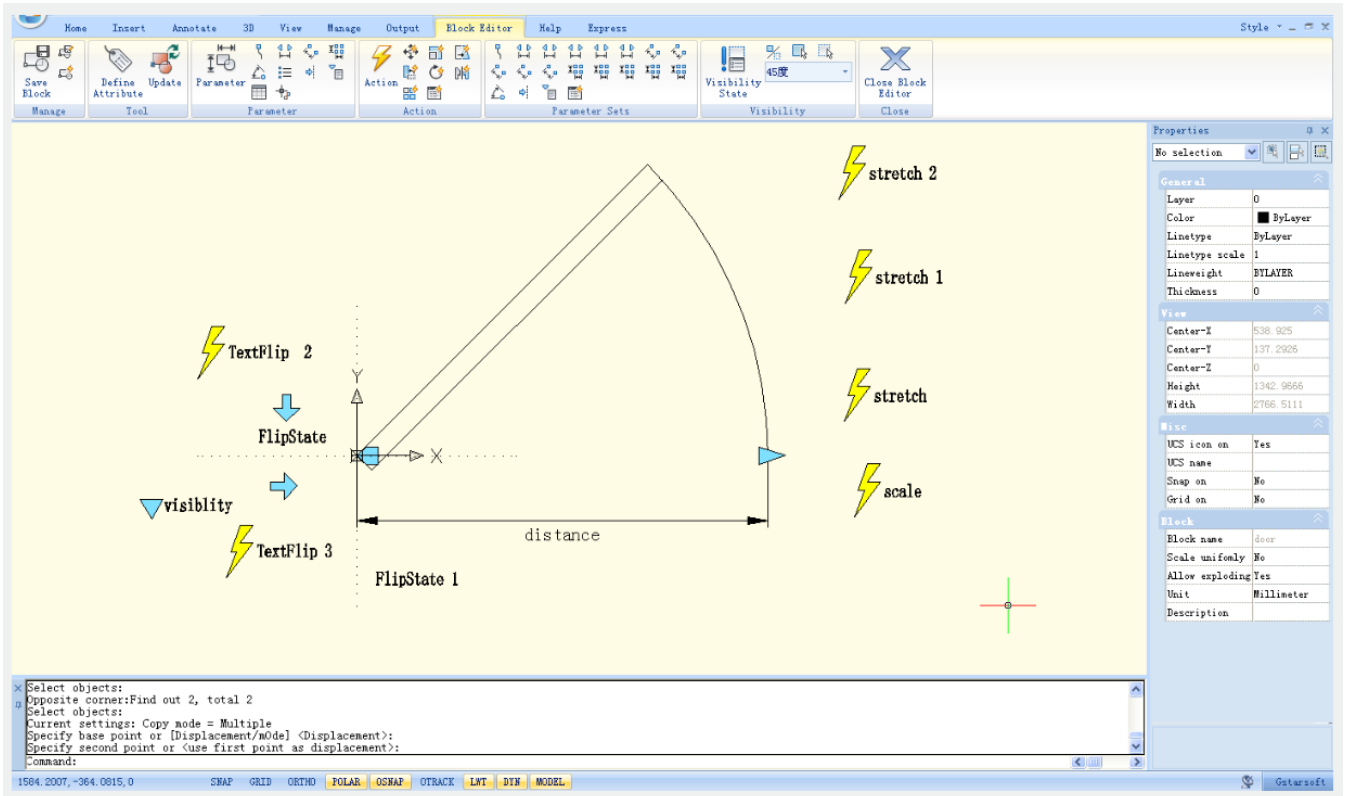 Home Insert Annotate 3D View Manage Output Block Editor Help Express Style
Save Block
Define Attribute
Update
Parameter
Action
Visibility State
45度
Close Block Editor
Manage Tool Parameter Action Parameter Sets Visibility Close
stretch 2
stretch 1
TextFlip 2
stretch
Y
FlipState
X
visiblity
scale
distance
TextFlip 3
FlipState 1
Properties
No selection
General
Layer 0
Color ByLayer
Linetype ByLayer
Linetype scale 1
Lineweight BYLAYER
Thickness 0
View
Center-X 538.925
Center-Y 137.2926
Center-Z 0
Height 1342.9666
Width 2766.5111
Misc
UCS icon on Yes
UCS name
Snap on No
Grid on No
Block
Block name door
Scale unifomly No
Allow exploding Yes
Unit Millimeter
Description
Select objects:
Opposite corner:Find out 2, total 2
Select objects:
Current settings: Copy mode = Multiple
Specify base point or [Displacement/mOde] <Displacement>:
Specify second point or <use first point as displacement>:
Command:
1584.2007,-364.0815,0 SNAP GRID ORTHO POLAR OSNAP OTRACK LWT DYN MODEL Gstarsoft